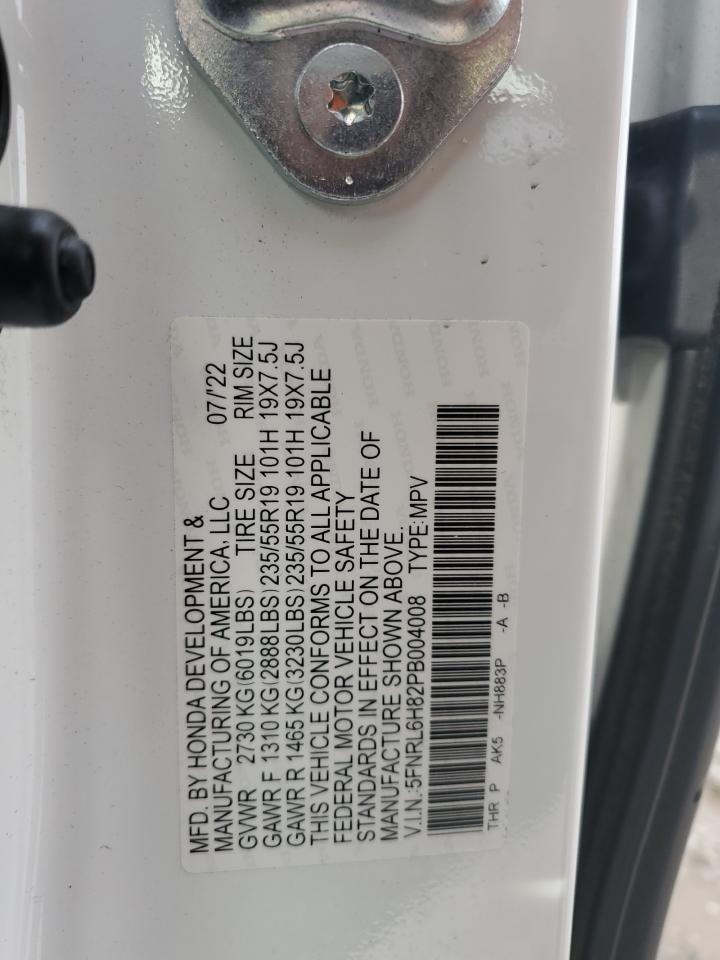 MFD. BY HONDA DEVELOPMENT &
MANUFACTURING OF AMERICA, LLC 07/'22
GVWR 2730 KG(6019LBS) TIRE SIZE RIM SIZE
GAWR F 1310 KG(2888LBS)235/55R19 101H 19X7.5J
GAWR R 1465 KG(3230LBS)235/55R19 101H 19X7.5J
THIS VEHICLE CONFORMS TO ALL APPLICABLE
FEDERAL MOTOR VEHICLE SAFETY
STANDARDS IN EFFECT ON THE DATE OF
MANUFACTURE SHOWN ABOVE.
V.I.N.:5FNRL6H82PB004008 TYPE:MPV
THR P AK5 -NH883P -A -B